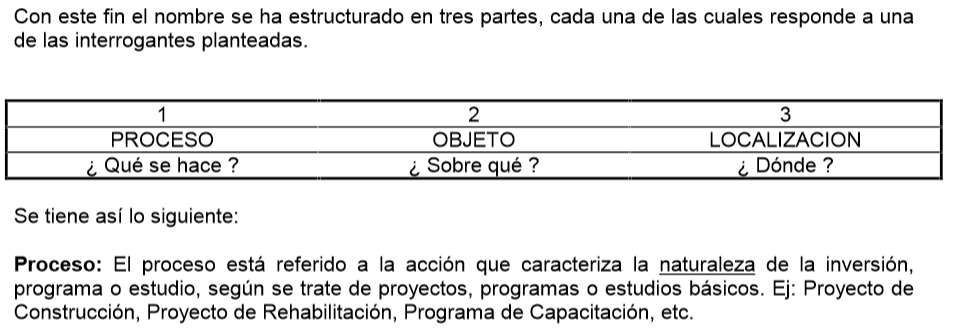 Con este fin el nombre se ha estructurado en tres partes, cada una de las cuales responde a una
de las interrogantes planteadas.
1 2 3
PROCESO OBJETO LOCALIZACION
¿ Qué se hace ? ¿ Sobre qué ? ¿ Dónde ?
Se tiene así lo siguiente:
Proceso: El proceso está referido a la acción que caracteriza la naturaleza de la inversión,
programa o estudio, según se trate de proyectos, programas o estudios básicos. Ej: Proyecto de
Construcción, Proyecto de Rehabilitación, Programa de Capacitación, etc.